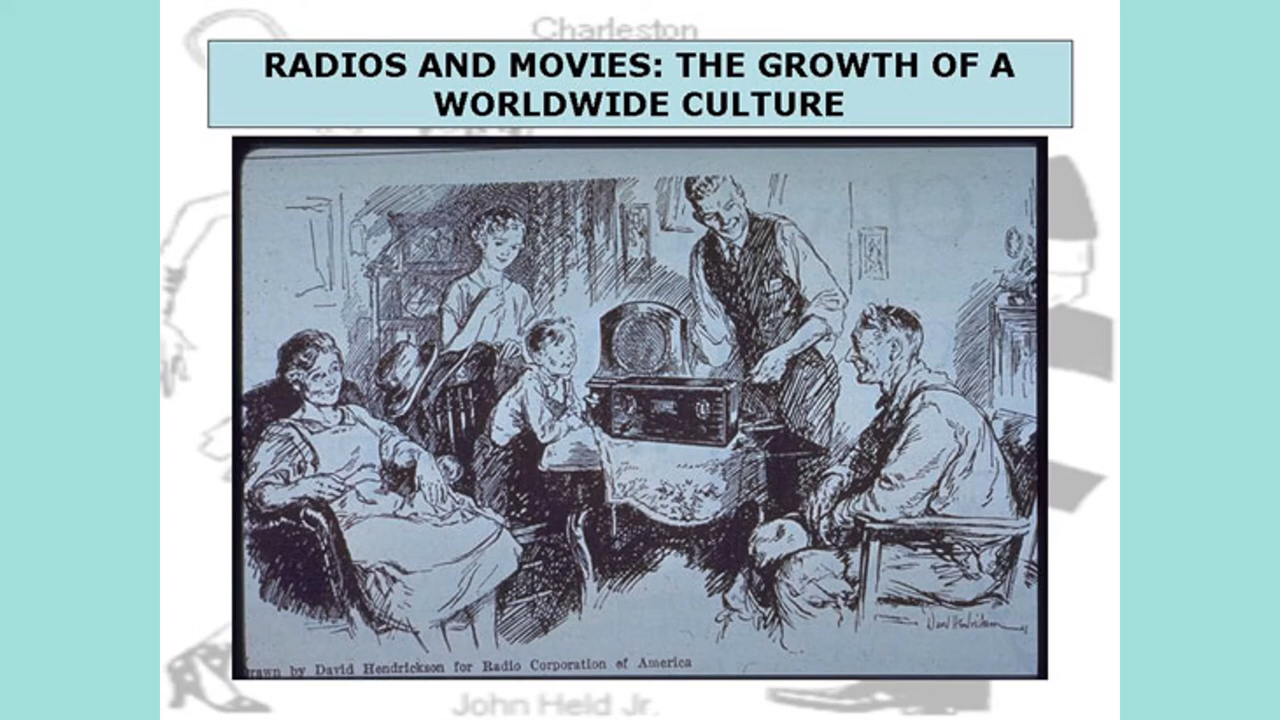 Charleston
RADIOS AND MOVIES: THE GROWTH OF A
WORLDWIDE CULTURE
rawn by David Hendrickson for Radio Corporation of America
John Held Jr.